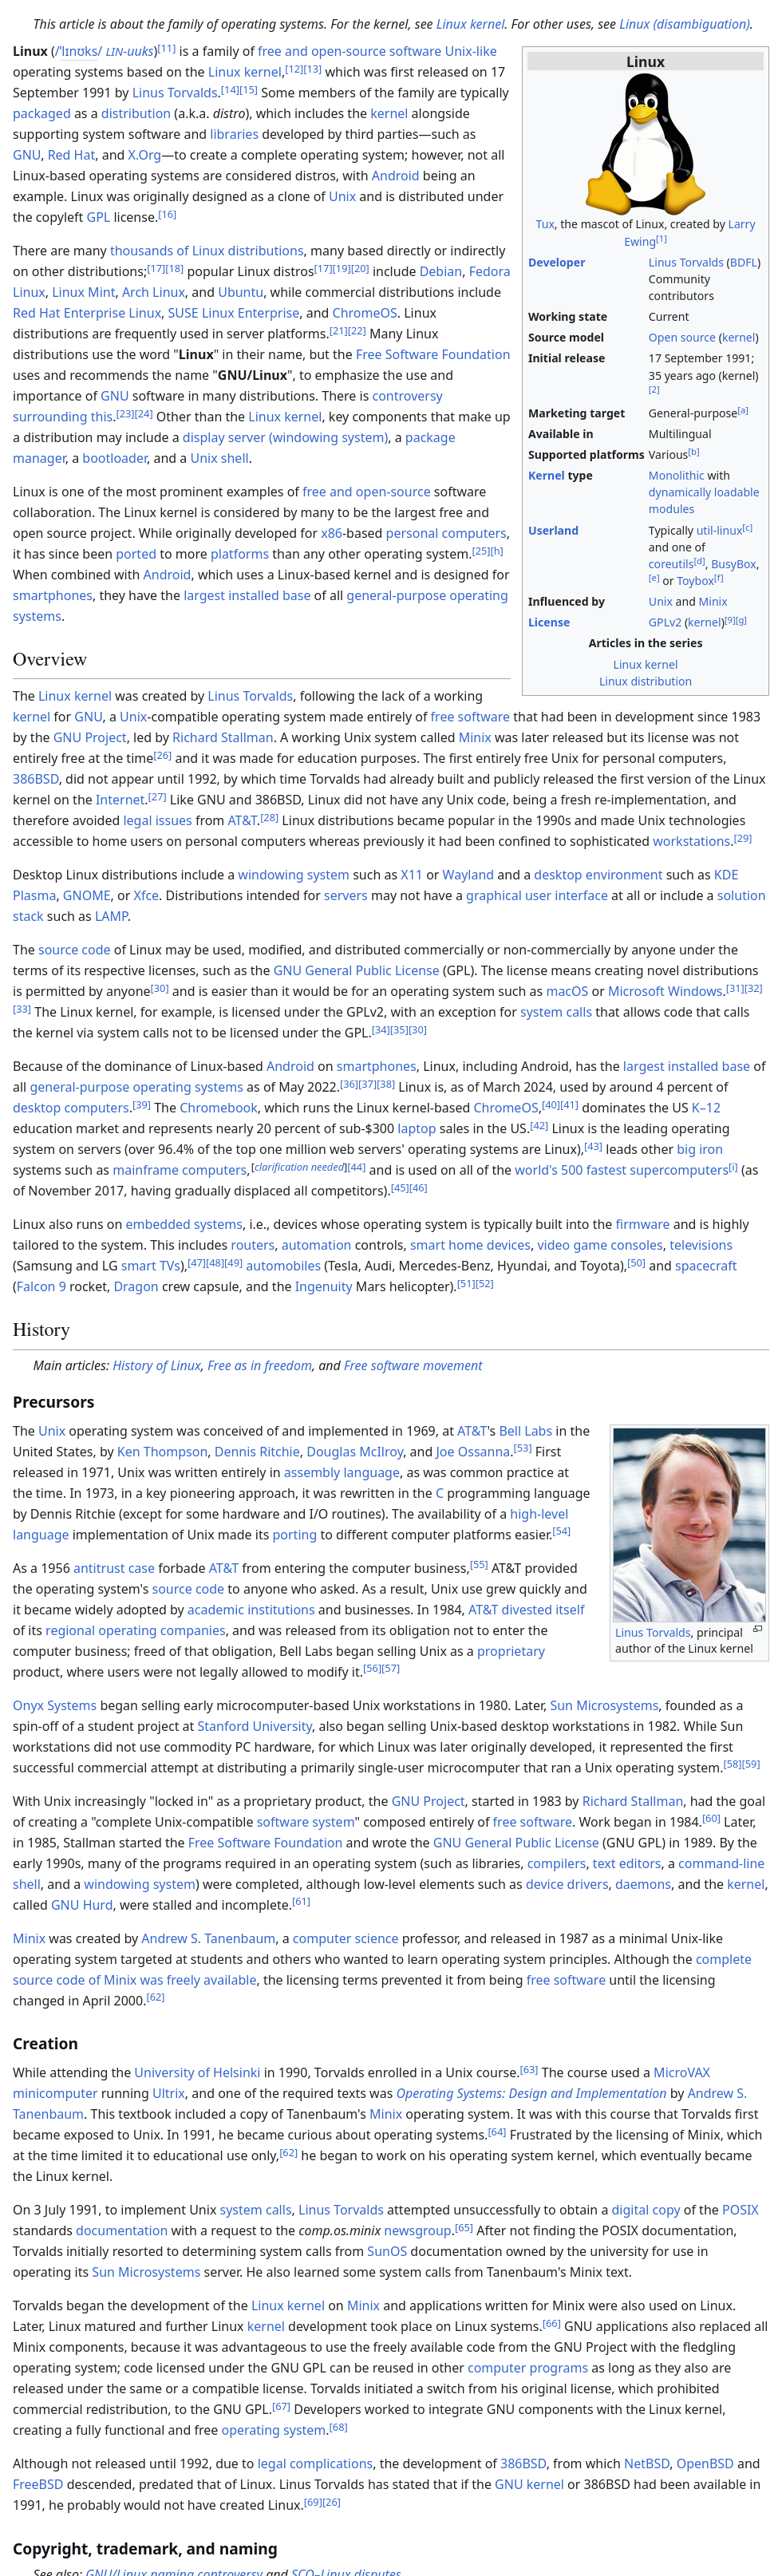 This article is about the family of operating systems. For the kernel, see Linux kernel. For other uses, see Linux (disambiguation).
Linux (/ˈlɪnʊks/ LIN-uuks)[11] is a family of free and open-source software Unix-like
operating systems based on the Linux kernel,[12][13] which was first released on 17
September 1991 by Linus Torvalds.[14][15] Some members of the family are typically
packaged as a distribution (a.k.a. distro), which includes the kernel alongside
supporting system software and libraries developed by third parties—such as
GNU, Red Hat, and X.Org—to create a complete operating system; however, not all
Linux-based operating systems are considered distros, with Android being an
example. Linux was originally designed as a clone of Unix and is distributed under
the copyleft GPL license.[16]
There are many thousands of Linux distributions, many based directly or indirectly
on other distributions;[17][18] popular Linux distros[17][19][20] include Debian, Fedora
Linux, Linux Mint, Arch Linux, and Ubuntu, while commercial distributions include
Red Hat Enterprise Linux, SUSE Linux Enterprise, and ChromeOS. Linux
distributions are frequently used in server platforms.[21][22] Many Linux
distributions use the word "Linux" in their name, but the Free Software Foundation
uses and recommends the name "GNU/Linux", to emphasize the use and
importance of GNU software in many distributions. There is controversy
surrounding this.[23][24] Other than the Linux kernel, key components that make up
a distribution may include a display server (windowing system), a package
manager, a bootloader, and a Unix shell.
Linux is one of the most prominent examples of free and open-source software
collaboration. The Linux kernel is considered by many to be the largest free and
open source project. While originally developed for x86-based personal computers,
it has since been ported to more platforms than any other operating system.[25][h]
When combined with Android, which uses a Linux-based kernel and is designed for
smartphones, they have the largest installed base of all general-purpose operating
systems.
Linux
Tux, the mascot of Linux, created by Larry
Ewing[1]
Developer Linus Torvalds (BDFL)
Community
contributors
Working state Current
Source model Open source (kernel)
Initial release 17 September 1991;
35 years ago (kernel)
[2]
Marketing target General-purpose[a]
Available in Multilingual
Supported platforms Various[b]
Kernel type Monolithic with
dynamically loadable
modules
Userland Typically util-linux[c]
and one of
coreutils[d], BusyBox,
[e] or Toybox[f]
Influenced by Unix and Minix
License GPLv2 (kernel)[9][g]
Articles in the series
Linux kernel
Linux distribution
Overview
The Linux kernel was created by Linus Torvalds, following the lack of a working
kernel for GNU, a Unix-compatible operating system made entirely of free software that had been in development since 1983
by the GNU Project, led by Richard Stallman. A working Unix system called Minix was later released but its license was not
entirely free at the time[26] and it was made for education purposes. The first entirely free Unix for personal computers,
386BSD, did not appear until 1992, by which time Torvalds had already built and publicly released the first version of the Linux
kernel on the Internet.[27] Like GNU and 386BSD, Linux did not have any Unix code, being a fresh re-implementation, and
therefore avoided legal issues from AT&T.[28] Linux distributions became popular in the 1990s and made Unix technologies
accessible to home users on personal computers whereas previously it had been confined to sophisticated workstations.[29]
Desktop Linux distributions include a windowing system such as X11 or Wayland and a desktop environment such as KDE
Plasma, GNOME, or Xfce. Distributions intended for servers may not have a graphical user interface at all or include a solution
stack such as LAMP.
The source code of Linux may be used, modified, and distributed commercially or non-commercially by anyone under the
terms of its respective licenses, such as the GNU General Public License (GPL). The license means creating novel distributions
is permitted by anyone[30] and is easier than it would be for an operating system such as macOS or Microsoft Windows.[31][32]
[33] The Linux kernel, for example, is licensed under the GPLv2, with an exception for system calls that allows code that calls
the kernel via system calls not to be licensed under the GPL.[34][35][30]
Because of the dominance of Linux-based Android on smartphones, Linux, including Android, has the largest installed base of
all general-purpose operating systems as of May 2022.[36][37][38] Linux is, as of March 2024, used by around 4 percent of
desktop computers.[39] The Chromebook, which runs the Linux kernel-based ChromeOS,[40][41] dominates the US K–12
education market and represents nearly 20 percent of sub-$300 laptop sales in the US.[42] Linux is the leading operating
system on servers (over 96.4% of the top one million web servers' operating systems are Linux),[43] leads other big iron
systems such as mainframe computers,[clarification needed][44] and is used on all of the world's 500 fastest supercomputers[i] (as
of November 2017, having gradually displaced all competitors).[45][46]
Linux also runs on embedded systems, i.e., devices whose operating system is typically built into the firmware and is highly
tailored to the system. This includes routers, automation controls, smart home devices, video game consoles, televisions
(Samsung and LG smart TVs),[47][48][49] automobiles (Tesla, Audi, Mercedes-Benz, Hyundai, and Toyota),[50] and spacecraft
(Falcon 9 rocket, Dragon crew capsule, and the Ingenuity Mars helicopter).[51][52]
History
Main articles: History of Linux, Free as in freedom, and Free software movement
Precursors
The Unix operating system was conceived of and implemented in 1969, at AT&T's Bell Labs in the
United States, by Ken Thompson, Dennis Ritchie, Douglas McIlroy, and Joe Ossanna.[53] First
released in 1971, Unix was written entirely in assembly language, as was common practice at
the time. In 1973, in a key pioneering approach, it was rewritten in the C programming language
by Dennis Ritchie (except for some hardware and I/O routines). The availability of a high-level
language implementation of Unix made its porting to different computer platforms easier.[54]
As a 1956 antitrust case forbade AT&T from entering the computer business,[55] AT&T provided
the operating system's source code to anyone who asked. As a result, Unix use grew quickly and
it became widely adopted by academic institutions and businesses. In 1984, AT&T divested itself
of its regional operating companies, and was released from its obligation not to enter the
computer business; freed of that obligation, Bell Labs began selling Unix as a proprietary
product, where users were not legally allowed to modify it.[56][57]
Linus Torvalds, principal
author of the Linux kernel
Onyx Systems began selling early microcomputer-based Unix workstations in 1980. Later, Sun Microsystems, founded as a
spin-off of a student project at Stanford University, also began selling Unix-based desktop workstations in 1982. While Sun
workstations did not use commodity PC hardware, for which Linux was later originally developed, it represented the first
successful commercial attempt at distributing a primarily single-user microcomputer that ran a Unix operating system.[58][59]
With Unix increasingly "locked in" as a proprietary product, the GNU Project, started in 1983 by Richard Stallman, had the goal
of creating a "complete Unix-compatible software system" composed entirely of free software. Work began in 1984.[60] Later,
in 1985, Stallman started the Free Software Foundation and wrote the GNU General Public License (GNU GPL) in 1989. By the
early 1990s, many of the programs required in an operating system (such as libraries, compilers, text editors, a command-line
shell, and a windowing system) were completed, although low-level elements such as device drivers, daemons, and the kernel,
called GNU Hurd, were stalled and incomplete.[61]
Minix was created by Andrew S. Tanenbaum, a computer science professor, and released in 1987 as a minimal Unix-like
operating system targeted at students and others who wanted to learn operating system principles. Although the complete
source code of Minix was freely available, the licensing terms prevented it from being free software until the licensing
changed in April 2000.[62]
Creation
While attending the University of Helsinki in 1990, Torvalds enrolled in a Unix course.[63] The course used a MicroVAX
minicomputer running Ultrix, and one of the required texts was Operating Systems: Design and Implementation by Andrew S.
Tanenbaum. This textbook included a copy of Tanenbaum's Minix operating system. It was with this course that Torvalds first
became exposed to Unix. In 1991, he became curious about operating systems.[64] Frustrated by the licensing of Minix, which
at the time limited it to educational use only,[62] he began to work on his operating system kernel, which eventually became
the Linux kernel.
On 3 July 1991, to implement Unix system calls, Linus Torvalds attempted unsuccessfully to obtain a digital copy of the POSIX
standards documentation with a request to the comp.os.minix newsgroup.[65] After not finding the POSIX documentation,
Torvalds initially resorted to determining system calls from SunOS documentation owned by the university for use in
operating its Sun Microsystems server. He also learned some system calls from Tanenbaum's Minix text.
Torvalds began the development of the Linux kernel on Minix and applications written for Minix were also used on Linux.
Later, Linux matured and further Linux kernel development took place on Linux systems.[66] GNU applications also replaced all
Minix components, because it was advantageous to use the freely available code from the GNU Project with the fledgling
operating system; code licensed under the GNU GPL can be reused in other computer programs as long as they also are
released under the same or a compatible license. Torvalds initiated a switch from his original license, which prohibited
commercial redistribution, to the GNU GPL.[67] Developers worked to integrate GNU components with the Linux kernel,
creating a fully functional and free operating system.[68]
Although not released until 1992, due to legal complications, the development of 386BSD, from which NetBSD, OpenBSD and
FreeBSD descended, predated that of Linux. Linus Torvalds has stated that if the GNU kernel or 386BSD had been available in
1991, he probably would not have created Linux.[69][26]
Copyright, trademark, and naming
See also: GNU/Linux naming controversy and SCO–Linux disputes